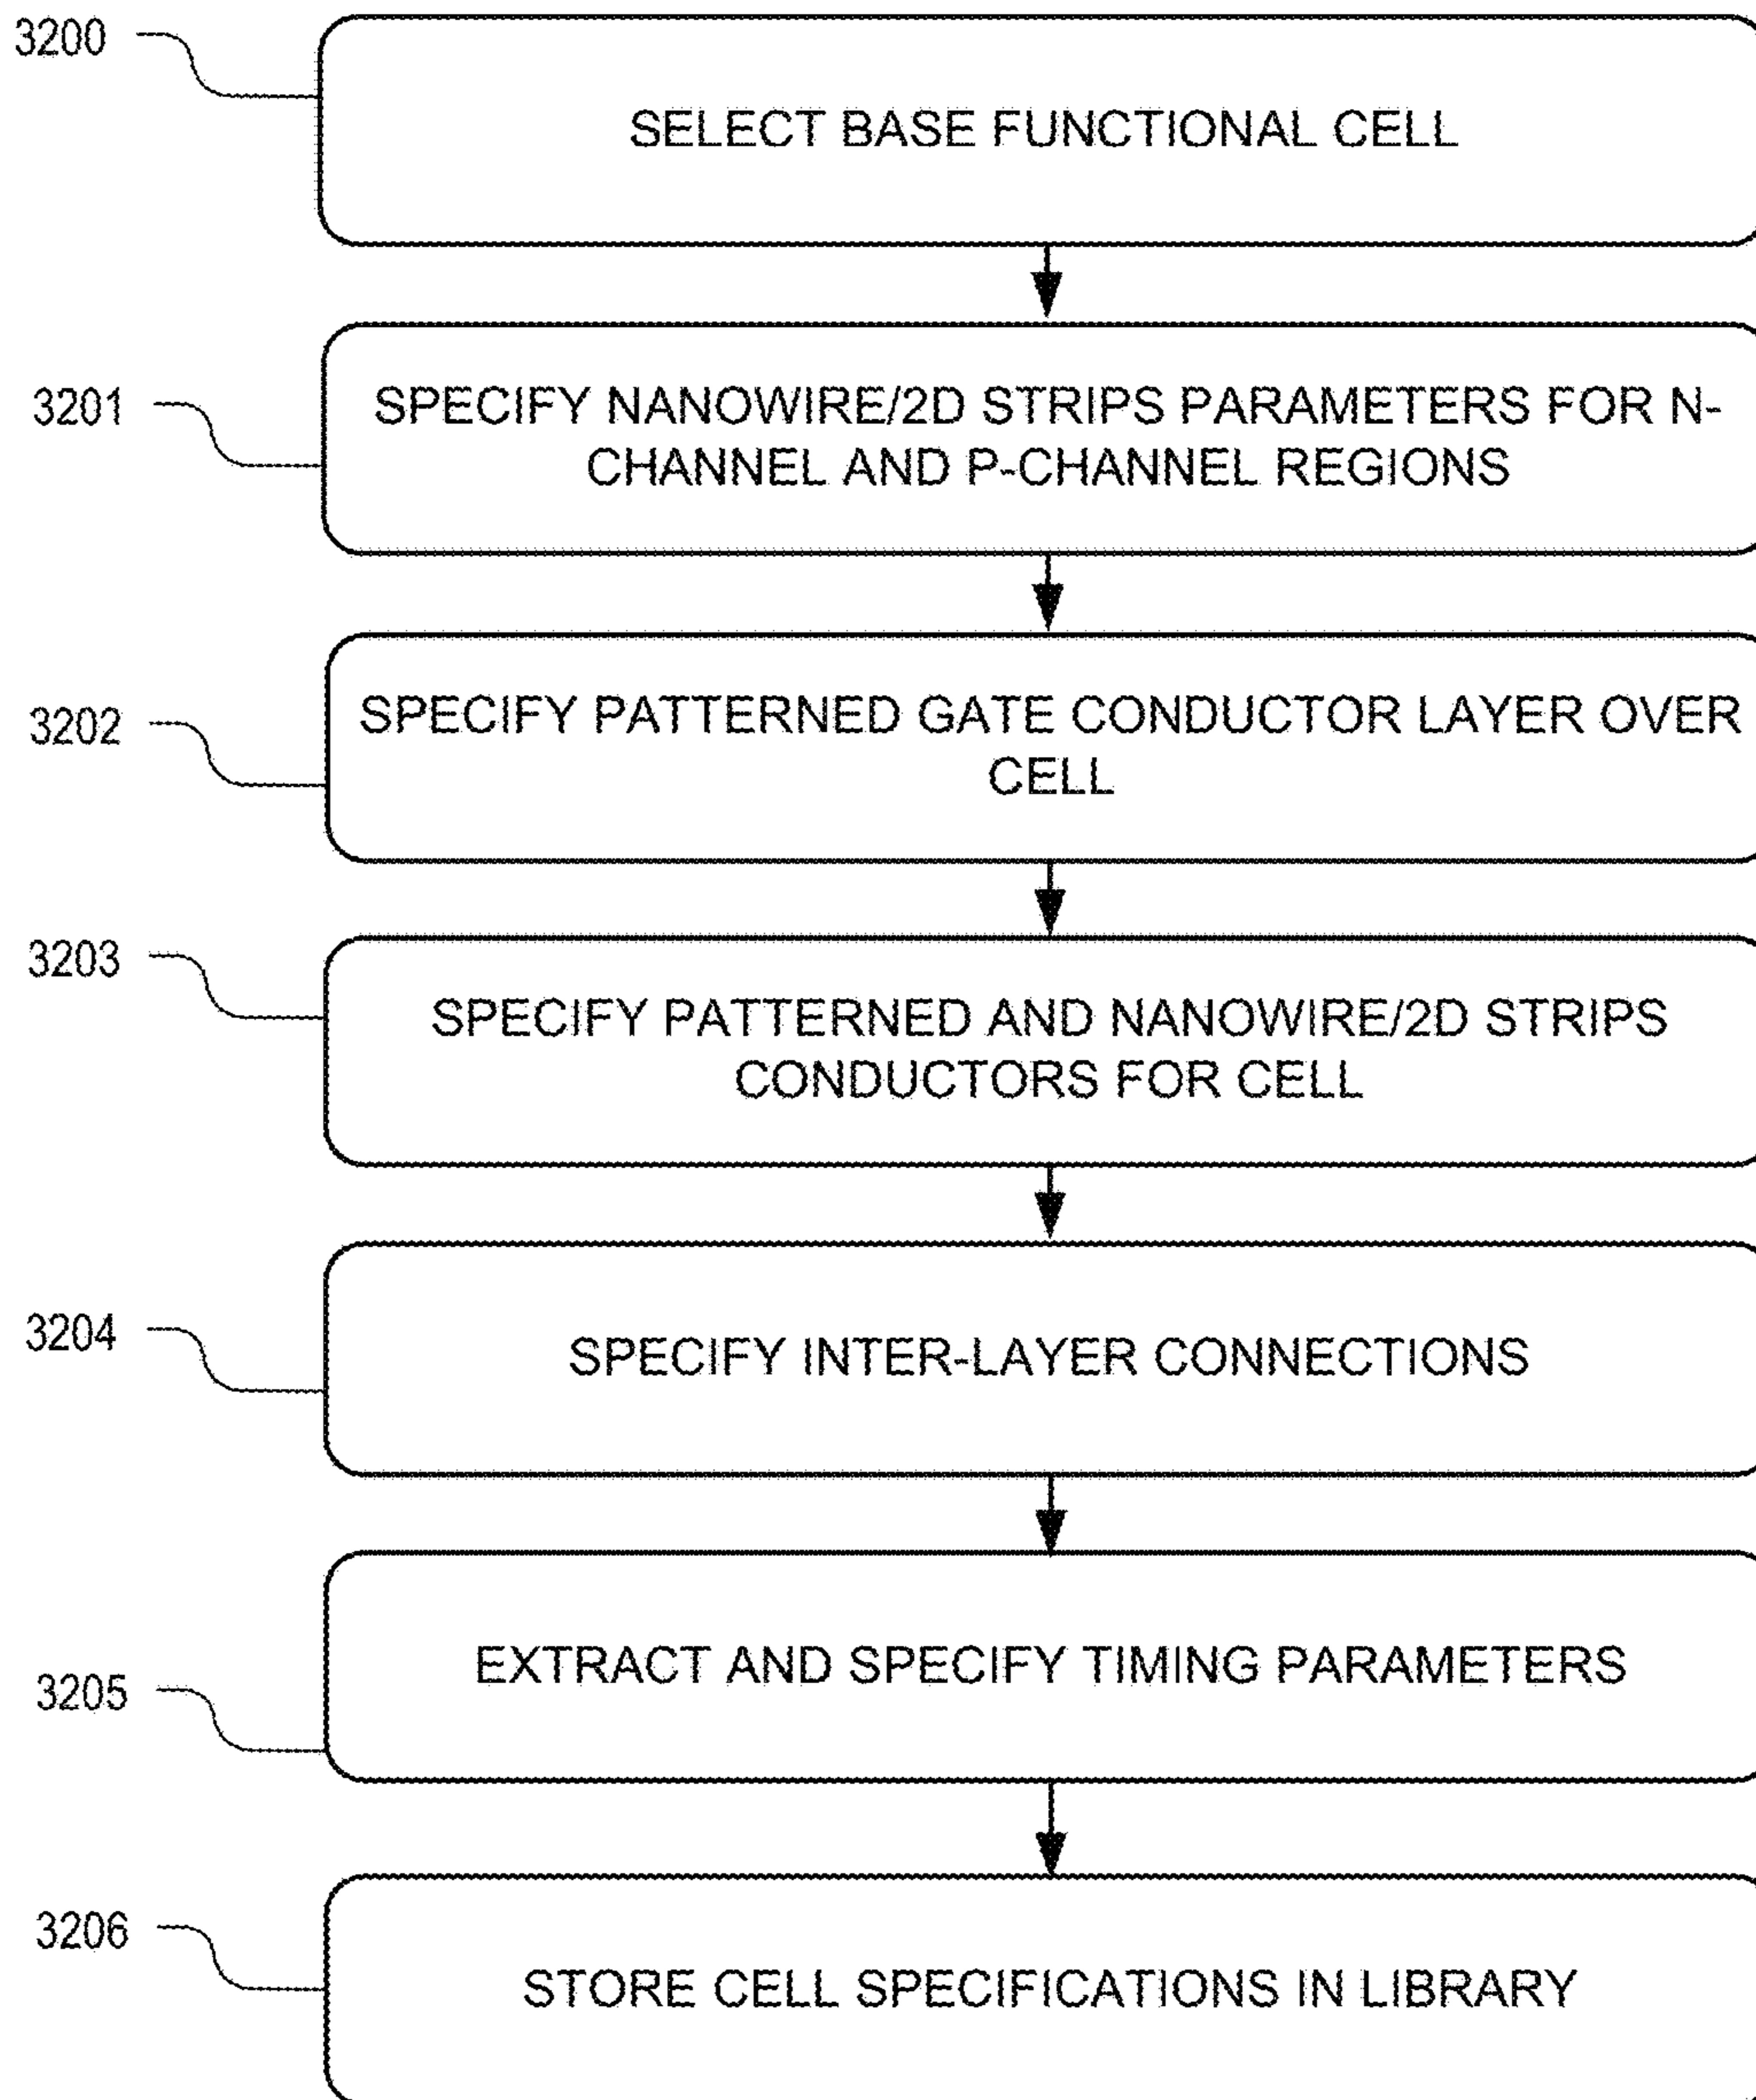 3200
SELECT BASE FUNCTIONAL CELL
3201
SPECIFY NANOWIRE/2D STRIPS PARAMETERS FOR N-
CHANNEL AND P-CHANNEL REGIONS
3202
SPECIFY PATTERNED GATE CONDUCTOR LAYER OVER
CELL
3203
SPECIFY PATTERNED AND NANOWIRE/2D STRIPS
CONDUCTORS FOR CELL
3204
SPECIFY INTER-LAYER CONNECTIONS
3205
EXTRACT AND SPECIFY TIMING PARAMETERS
3206
STORE CELL SPECIFICATIONS IN LIBRARY